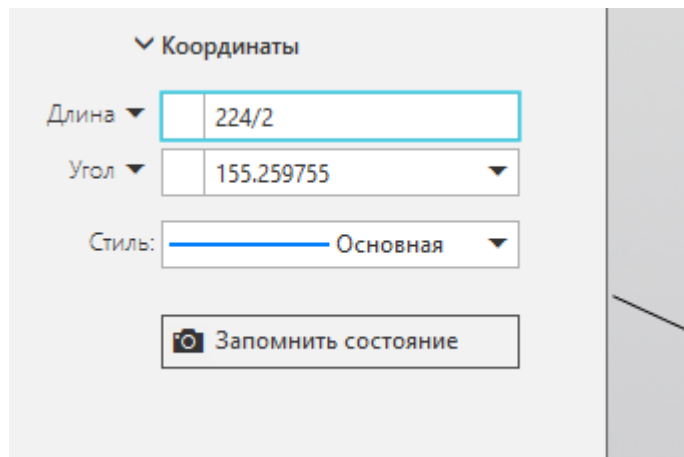 Координаты
Длина 224/2
Угол 155.259755
Стиль: Основная
Запомнить состояние